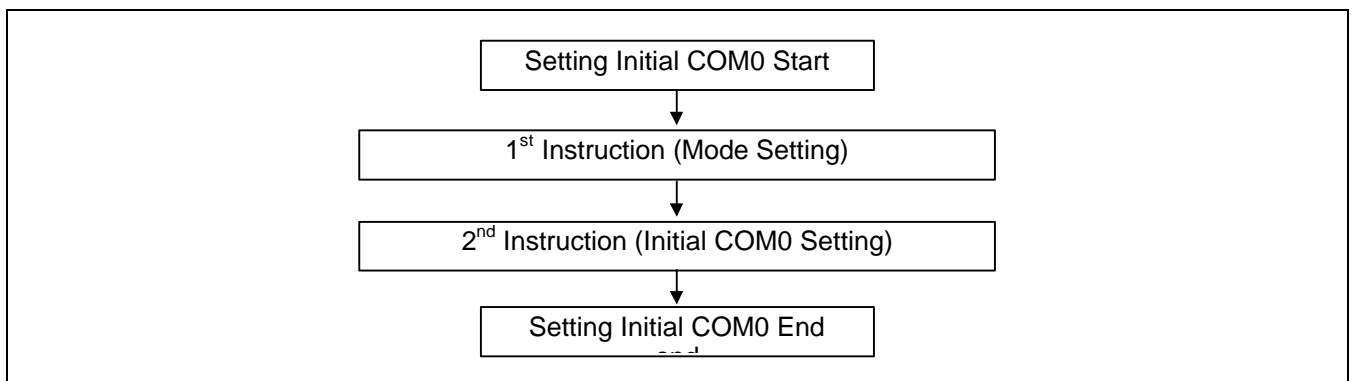 Setting Initial COM0 Start
1st Instruction (Mode Setting)
2nd Instruction (Initial COM0 Setting)
Setting Initial COM0 End